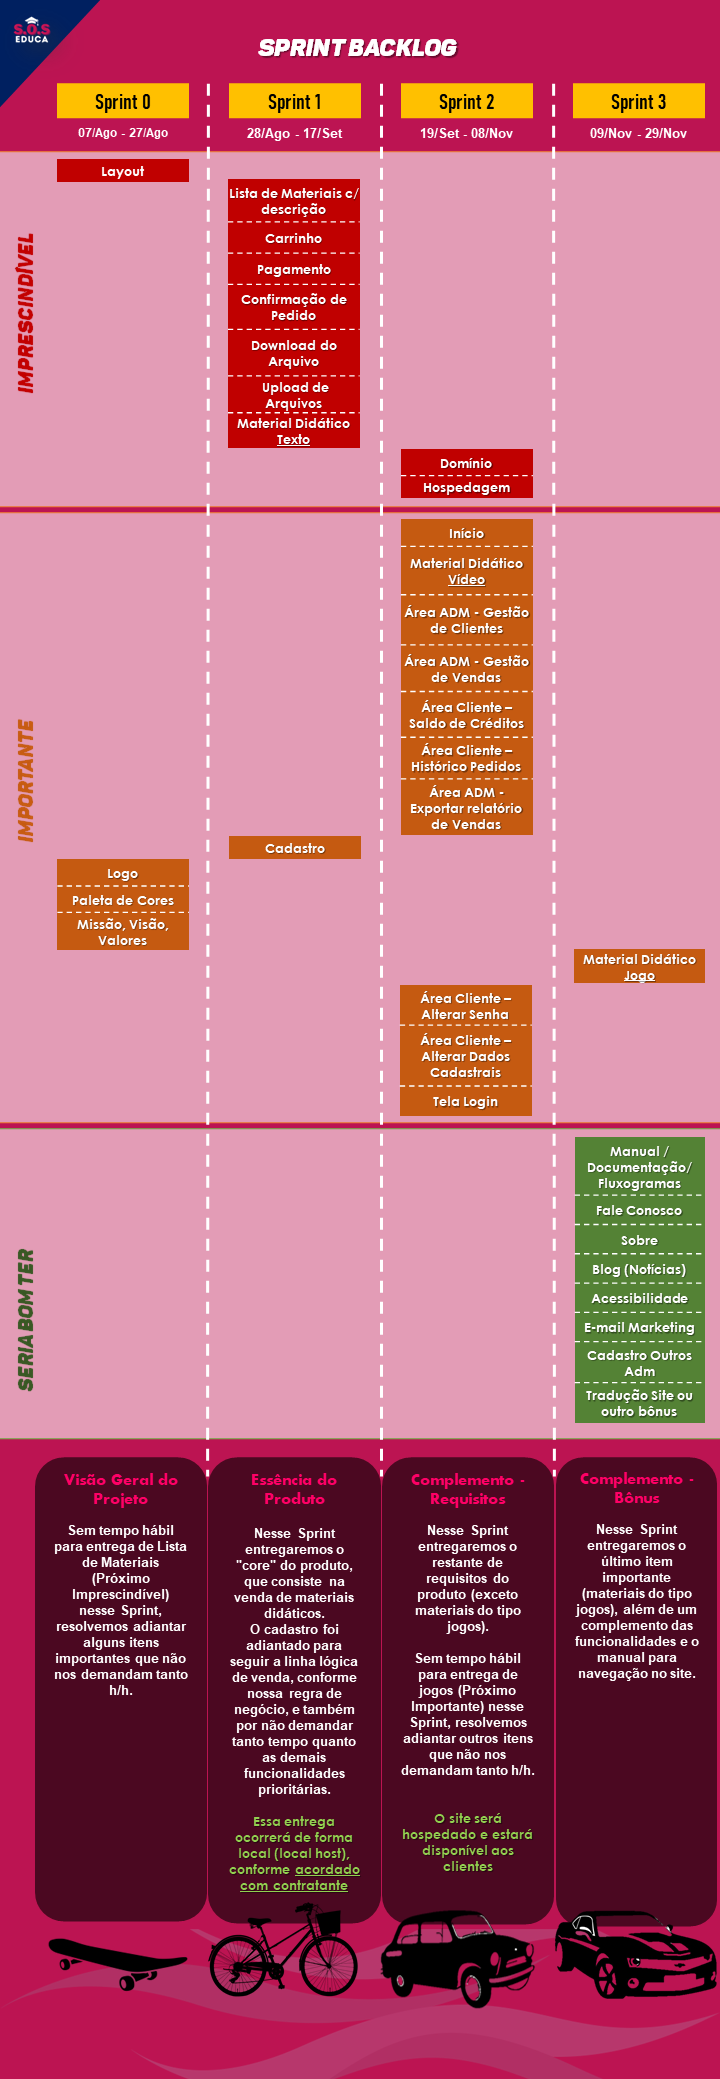 S.O.S
EDUCA
SPRINT BACKLOG
Sprint 0
07/Ago - 27/Ago
Sprint 1
28/Ago - 17/Set
Sprint 2
19/Set - 08/Nov
Sprint 3
09/Nov - 29/Nov
IMPRESCINDÍVEL
Layout
Lista de Materiais c/
descrição
Carrinho
Pagamento
Confirmação de
Pedido
Download do
Arquivo
Upload de
Arquivos
Material Didático
Texto
Domínio
Hospedagem
IMPORTANTE
Início
Material Didático
Vídeo
Área ADM - Gestão
de Clientes
Área ADM - Gestão
de Vendas
Área Cliente –
Saldo de Créditos
Área Cliente –
Histórico Pedidos
Área ADM -
Exportar relatório
de Vendas
Cadastro
Logo
Paleta de Cores
Missão, Visão,
Valores
Material Didático
Jogo
Área Cliente –
Alterar Senha
Área Cliente –
Alterar Dados
Cadastrais
Tela Login
SERIA BOM TER
Manual /
Documentação/
Fluxogramas
Fale Conosco
Sobre
Blog (Notícias)
Acessibilidade
E-mail Marketing
Cadastro Outros
Adm
Tradução Site ou
outro bônus
Visão Geral do
Projeto
Sem tempo hábil
para entrega de Lista
de Materiais
(Próximo
Imprescindível)
nesse Sprint,
resolvemos adiantar
alguns itens
importantes que não
nos demandam tanto
h/h.
Essência do
Produto
Nesse Sprint
entregaremos o
"core" do produto,
que consiste na
venda de materiais
didáticos.
O cadastro foi
adiantado para
seguir a linha lógica
de venda, conforme
nossa regra de
negócio, e também
por não demandar
tanto tempo quanto
as demais
funcionalidades
prioritárias.
Essa entrega
ocorrerá de forma
local (local host),
conforme acordado
com contratante
Complemento -
Requisitos
Nesse Sprint
entregaremos o
restante de
requisitos do
produto (exceto
materiais do tipo
jogos).
Sem tempo hábil
para entrega de
jogos (Próximo
Importante) nesse
Sprint, resolvemos
adiantar outros itens
que não nos
demandam tanto h/h.
O site será
hospedado e estará
disponível aos
clientes
Complemento -
Bônus
Nesse Sprint
entregaremos o
último item
importante
(materiais do tipo
jogos), além de um
complemento das
funcionalidades e o
manual para
navegação no site.